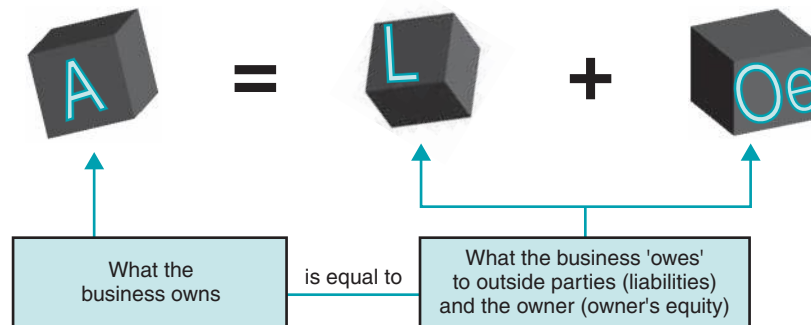 A = L + Oe
What the
business owns
is equal to
What the business 'owes'
to outside parties (liabilities)
and the owner (owner's equity)